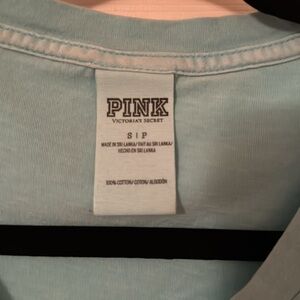 PINK
VICTORIA'S SECRET
S | P
MADE IN SRI LANKA/ FAIT AU SRI LANKA/
HECHO EN SRI LANKA
100% COTTON/ COTON/ ALGODÓN